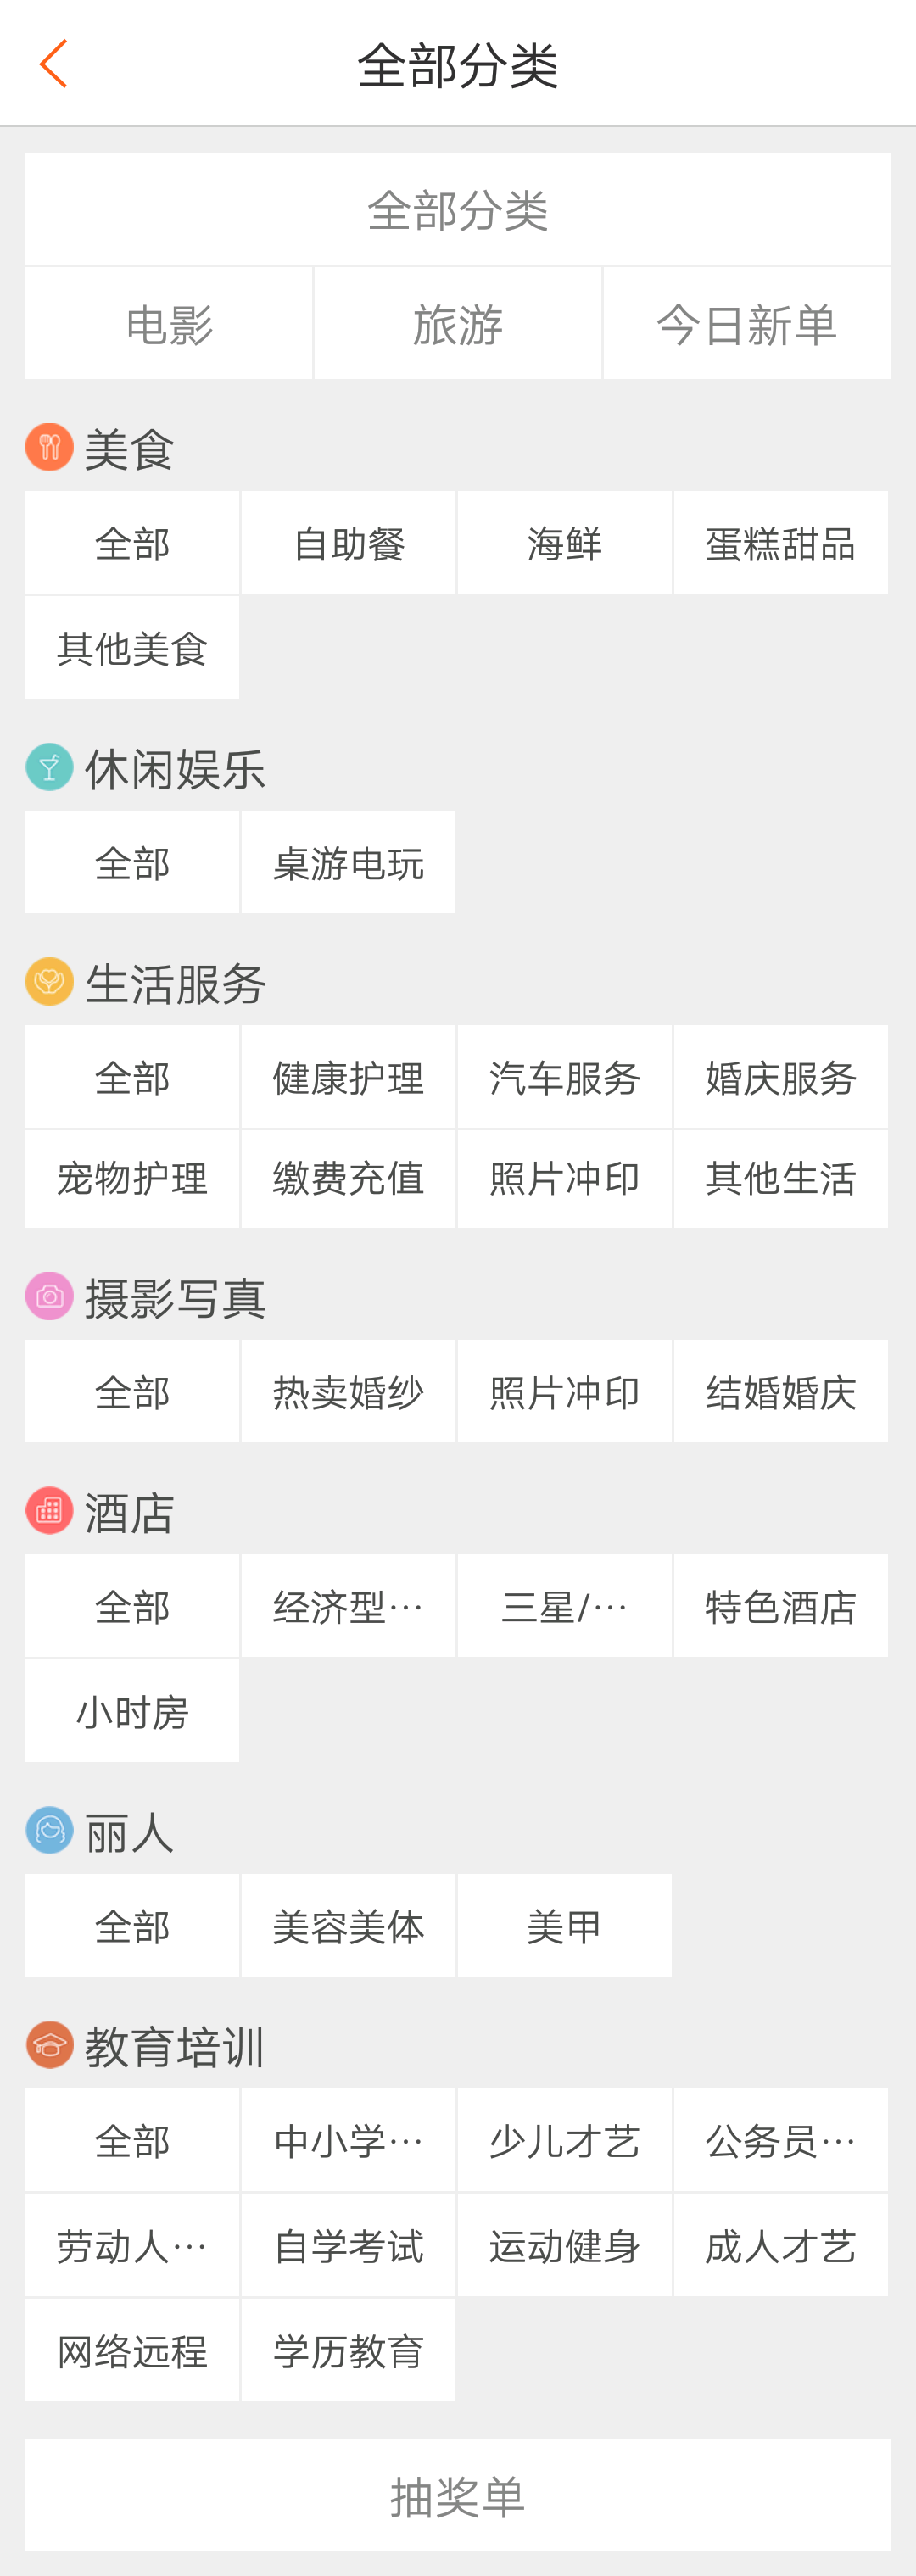 全部分类
全部分类
电影 旅游 今日新单
美食
全部 自助餐 海鲜 蛋糕甜品
其他美食
休闲娱乐
全部 桌游电玩
生活服务
全部 健康护理 汽车服务 婚庆服务
宠物护理 缴费充值 照片冲印 其他生活
摄影写真
全部 热卖婚纱 照片冲印 结婚婚庆
酒店
全部 经济型… 三星/… 特色酒店
小时房
丽人
全部 美容美体 美甲
教育培训
全部 中小学… 少儿才艺 公务员…
劳动人… 自学考试 运动健身 成人才艺
网络远程 学历教育
抽奖单